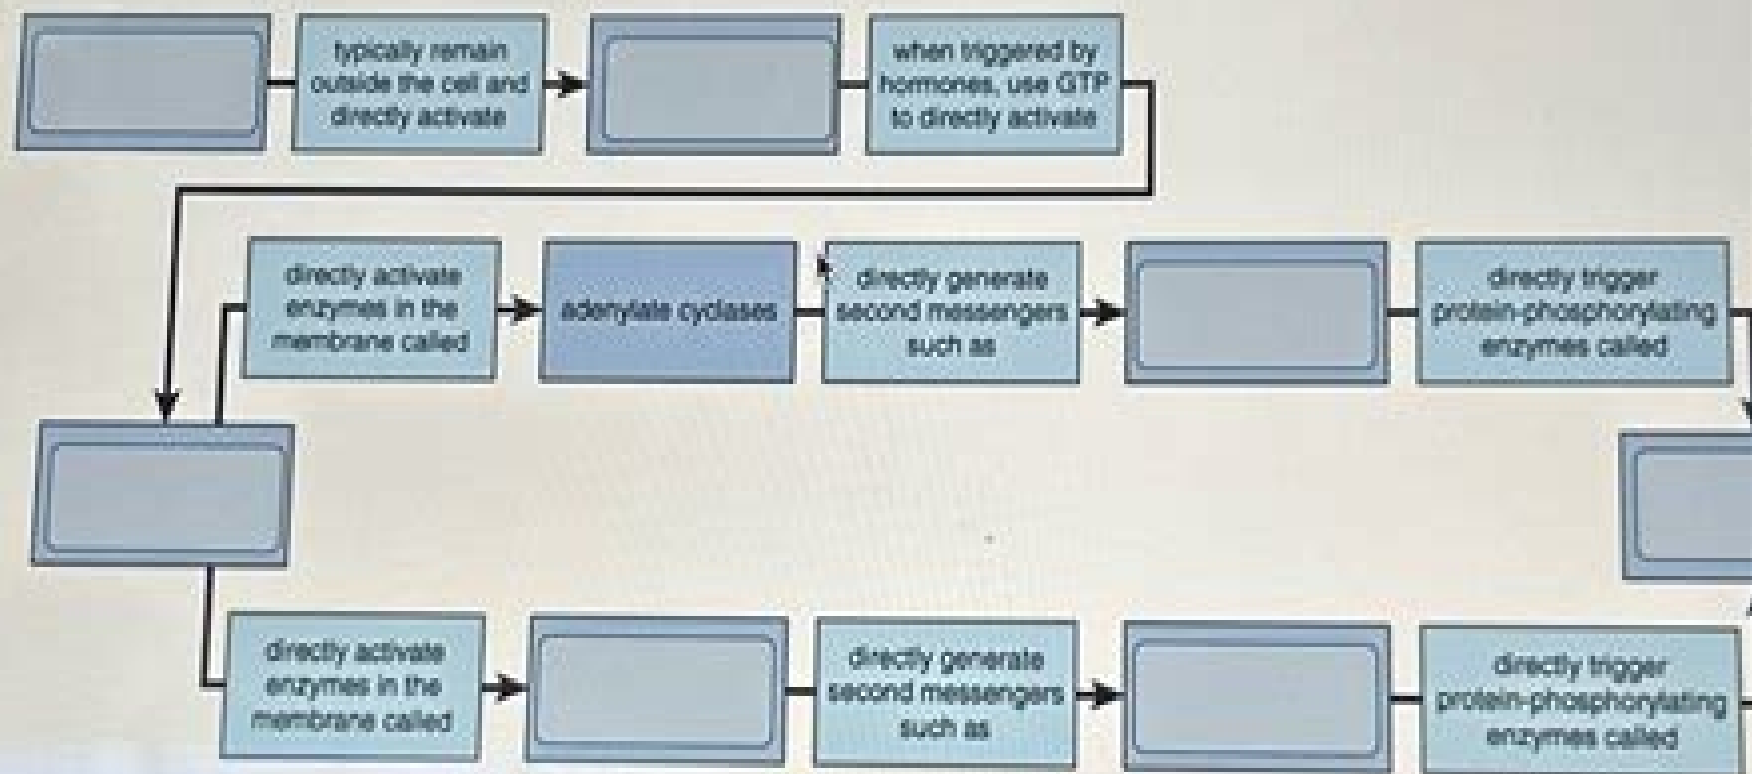 typically remain
outside the cell and
directly activate
when triggered by
hormones, use GTP
to directly activate
directly activate
enzymes in the
membrane called
adenylate cyclases
directly generate
second messengers
such as
directly trigger
protein-phosphorylating
enzymes called
directly activate
enzymes in the
membrane called
directly generate
second messengers
such as
directly trigger
protein-phosphorylating
enzymes called